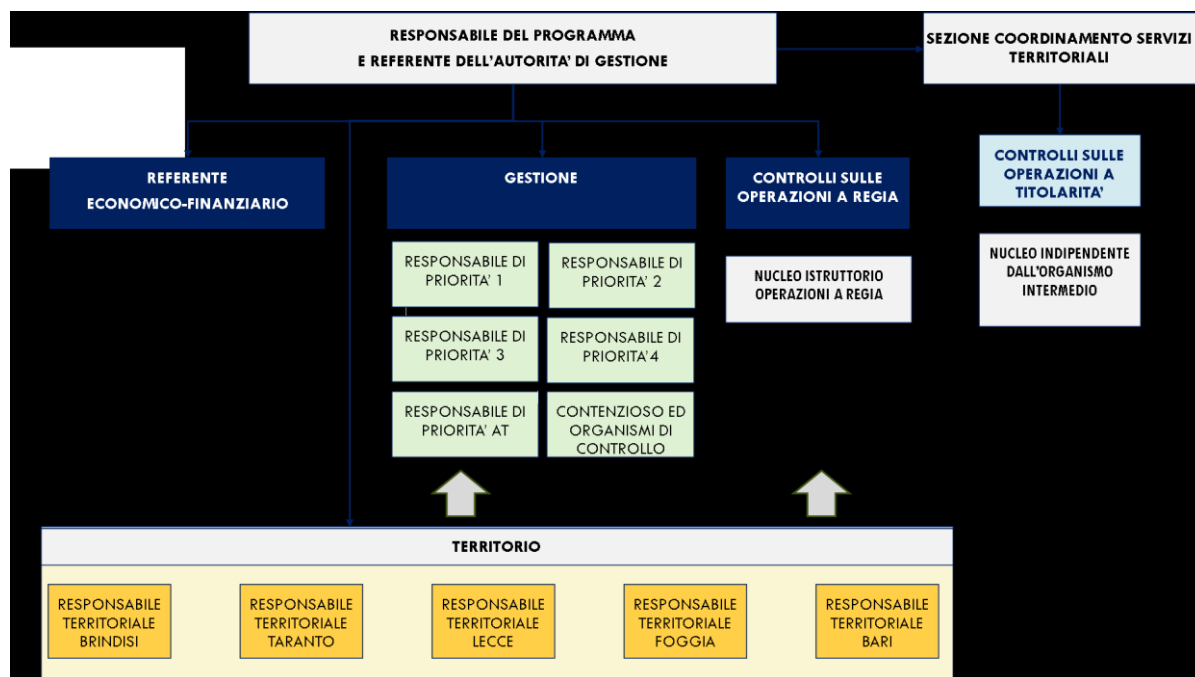 RESPONSABILE DEL PROGRAMMA
E REFERENTE DELL'AUTORITA' DI GESTIONE
SEZIONE COORDINAMENTO SERVIZI
TERRITORIALI
REFERENTE
ECONOMICO-FINANZIARIO
GESTIONE
CONTROLLI SULLE
OPERAZIONI A REGIA
CONTROLLI SULLE
OPERAZIONI A
TITOLARITA'
RESPONSABILE DI
PRIORITA' 1
RESPONSABILE DI
PRIORITA' 2
NUCLEO ISTRUTTORIO
OPERAZIONI A REGIA
NUCLEO INDIPENDENTE
DALL'ORGANISMO
INTERMEDIO
RESPONSABILE DI
PRIORITA' 3
RESPONSABILE DI
PRIORITA'4
RESPONSABILE DI
PRIORITA' AT
CONTENZIOSO ED
ORGANISMI DI
CONTROLLO
TERRITORIO
RESPONSABILE
TERRITORIALE
BRINDISI
RESPONSABILE
TERRITORIALE
TARANTO
RESPONSABILE
TERRITORIALE
LECCE
RESPONSABILE
TERRITORIALE
FOGGIA
RESPONSABILE
TERRITORIALE
BARI